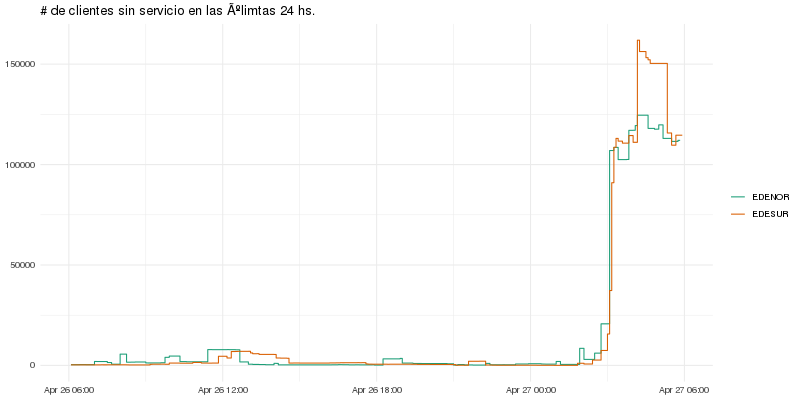 # de clientes sin servicio en las Ãºlimtas 24 hs.
150000
100000
50000
0
Apr 26 06:00
Apr 26 12:00
Apr 26 18:00
Apr 27 00:00
Apr 27 06:00
EDENOR
EDESUR